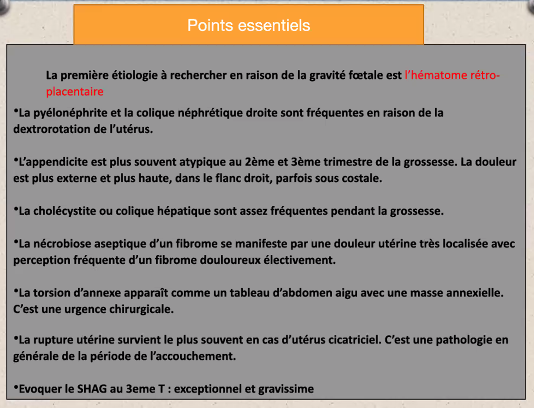 Points essentiels
La première étiologie à rechercher en raison de la gravité fœtale est l'hématome rétro-
placentaire
•La pyélonéphrite et la colique néphrétique droite sont fréquentes en raison de la
dextrorotation de l'utérus.
•L'appendicite est plus souvent atypique au 2ème et 3ème trimestre de la grossesse. La douleur
est plus externe et plus haute, dans le flanc droit, parfois sous costale.
•La cholécystite ou colique hépatique sont assez fréquentes pendant la grossesse.
•La nécrobiose aseptique d'un fibrome se manifeste par une douleur utérine très localisée avec
perception fréquente d'un fibrome douloureux électivement.
•La torsion d'annexe apparaît comme un tableau d'abdomen aigu avec une masse annexielle.
C'est une urgence chirurgicale.
•La rupture utérine survient le plus souvent en cas d'utérus cicatriciel. C'est une pathologie en
générale de la période de l'accouchement.
•Evoquer le SHAG au 3eme T : exceptionnel et gravissime